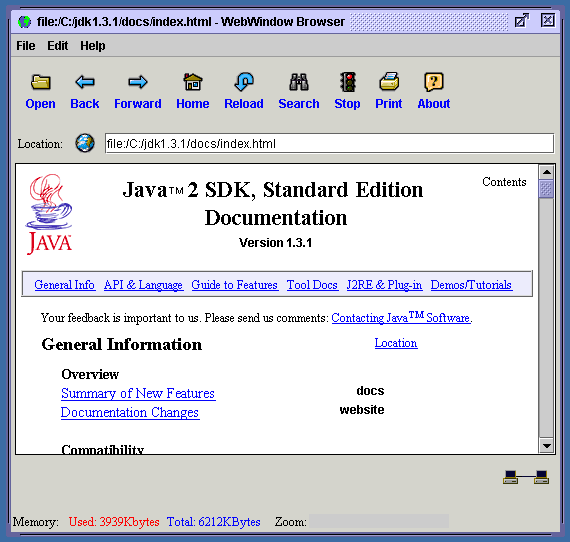 file:/C:/jdk1.3.1/docs/index.html - WebWindow Browser
File Edit Help
Open Back Forward Home Reload Search Stop Print About
Location: file:/C:/jdk1.3.1/docs/index.html
JAVA
Contents
Java™ 2 SDK, Standard Edition
Documentation
Version 1.3.1
General Info API & Language Guide to Features Tool Docs J2RE & Plug-in Demos/Tutorials
Your feedback is important to us. Please send us comments: Contacting Java™ Software.
General Information Location
Overview
Summary of New Features docs
Documentation Changes website
Compatibility
Memory: Used: 3939Kbytes Total: 6212KBytes Zoom: